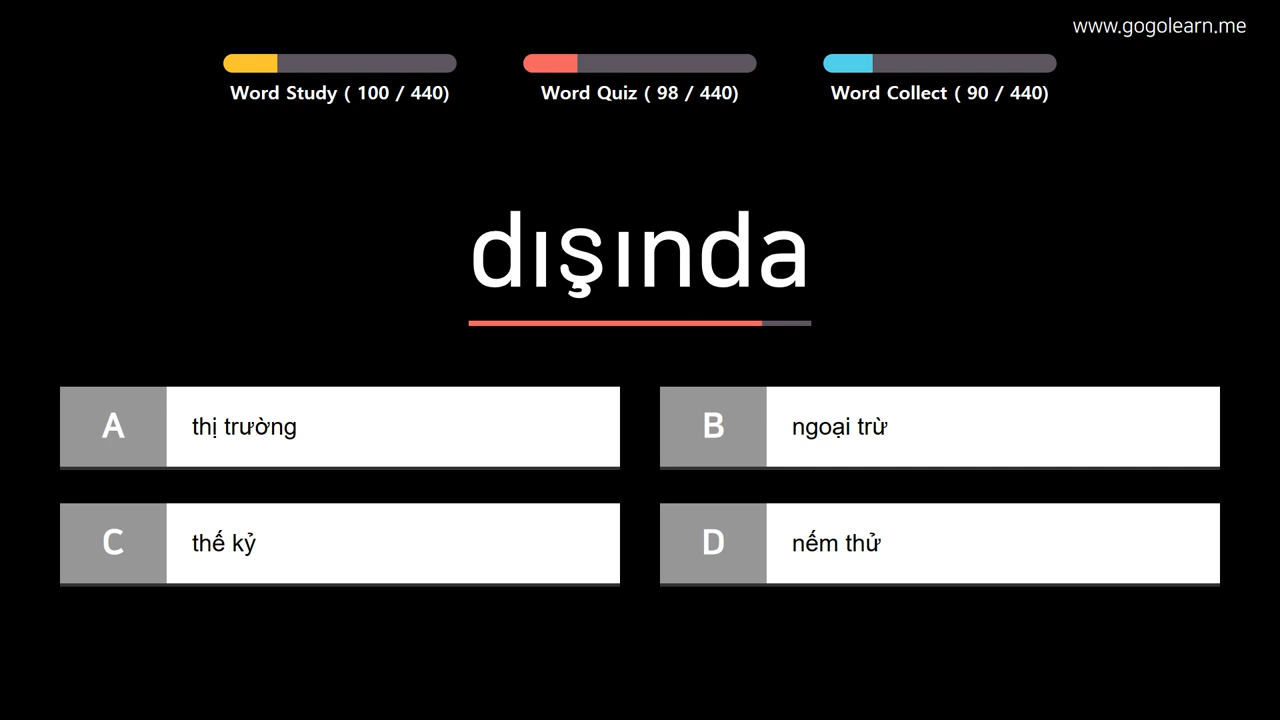 www.gogolearn.me
Word Study ( 100 / 440)
Word Quiz ( 98 / 440)
Word Collect ( 90 / 440)
dışında
A thị trường
B ngoại trừ
C thế kỷ
D nếm thử